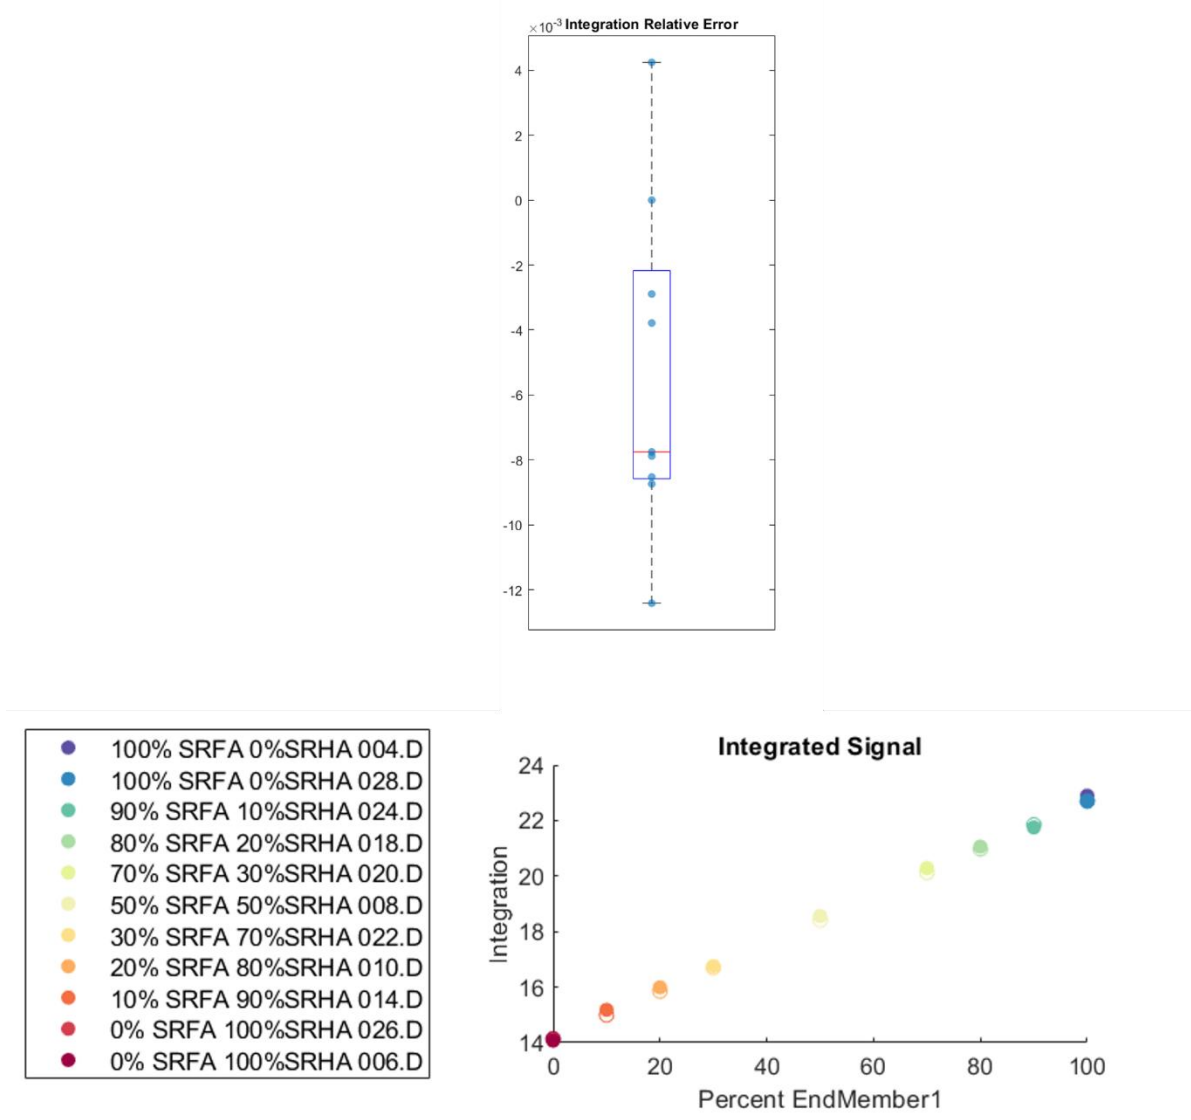 ×10-3 Integration Relative Error
4
2
0
-2
-4
-6
-8
-10
-12
100% SRFA 0%SRHA 004.D
100% SRFA 0%SRHA 028.D
90% SRFA 10%SRHA 024.D
80% SRFA 20%SRHA 018.D
70% SRFA 30%SRHA 020.D
50% SRFA 50%SRHA 008.D
30% SRFA 70%SRHA 022.D
20% SRFA 80%SRHA 010.D
10% SRFA 90%SRHA 014.D
0% SRFA 100%SRHA 026.D
0% SRFA 100%SRHA 006.D
Integrated Signal
Integration
24
22
20
18
16
14
0 20 40 60 80 100
Percent EndMember1